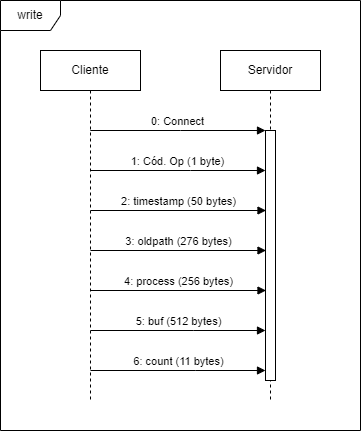 write
Cliente
Servidor
0: Connect
1: Cód. Op (1 byte)
2: timestamp (50 bytes)
3: oldpath (276 bytes)
4: process (256 bytes)
5: buf (512 bytes)
6: count (11 bytes)